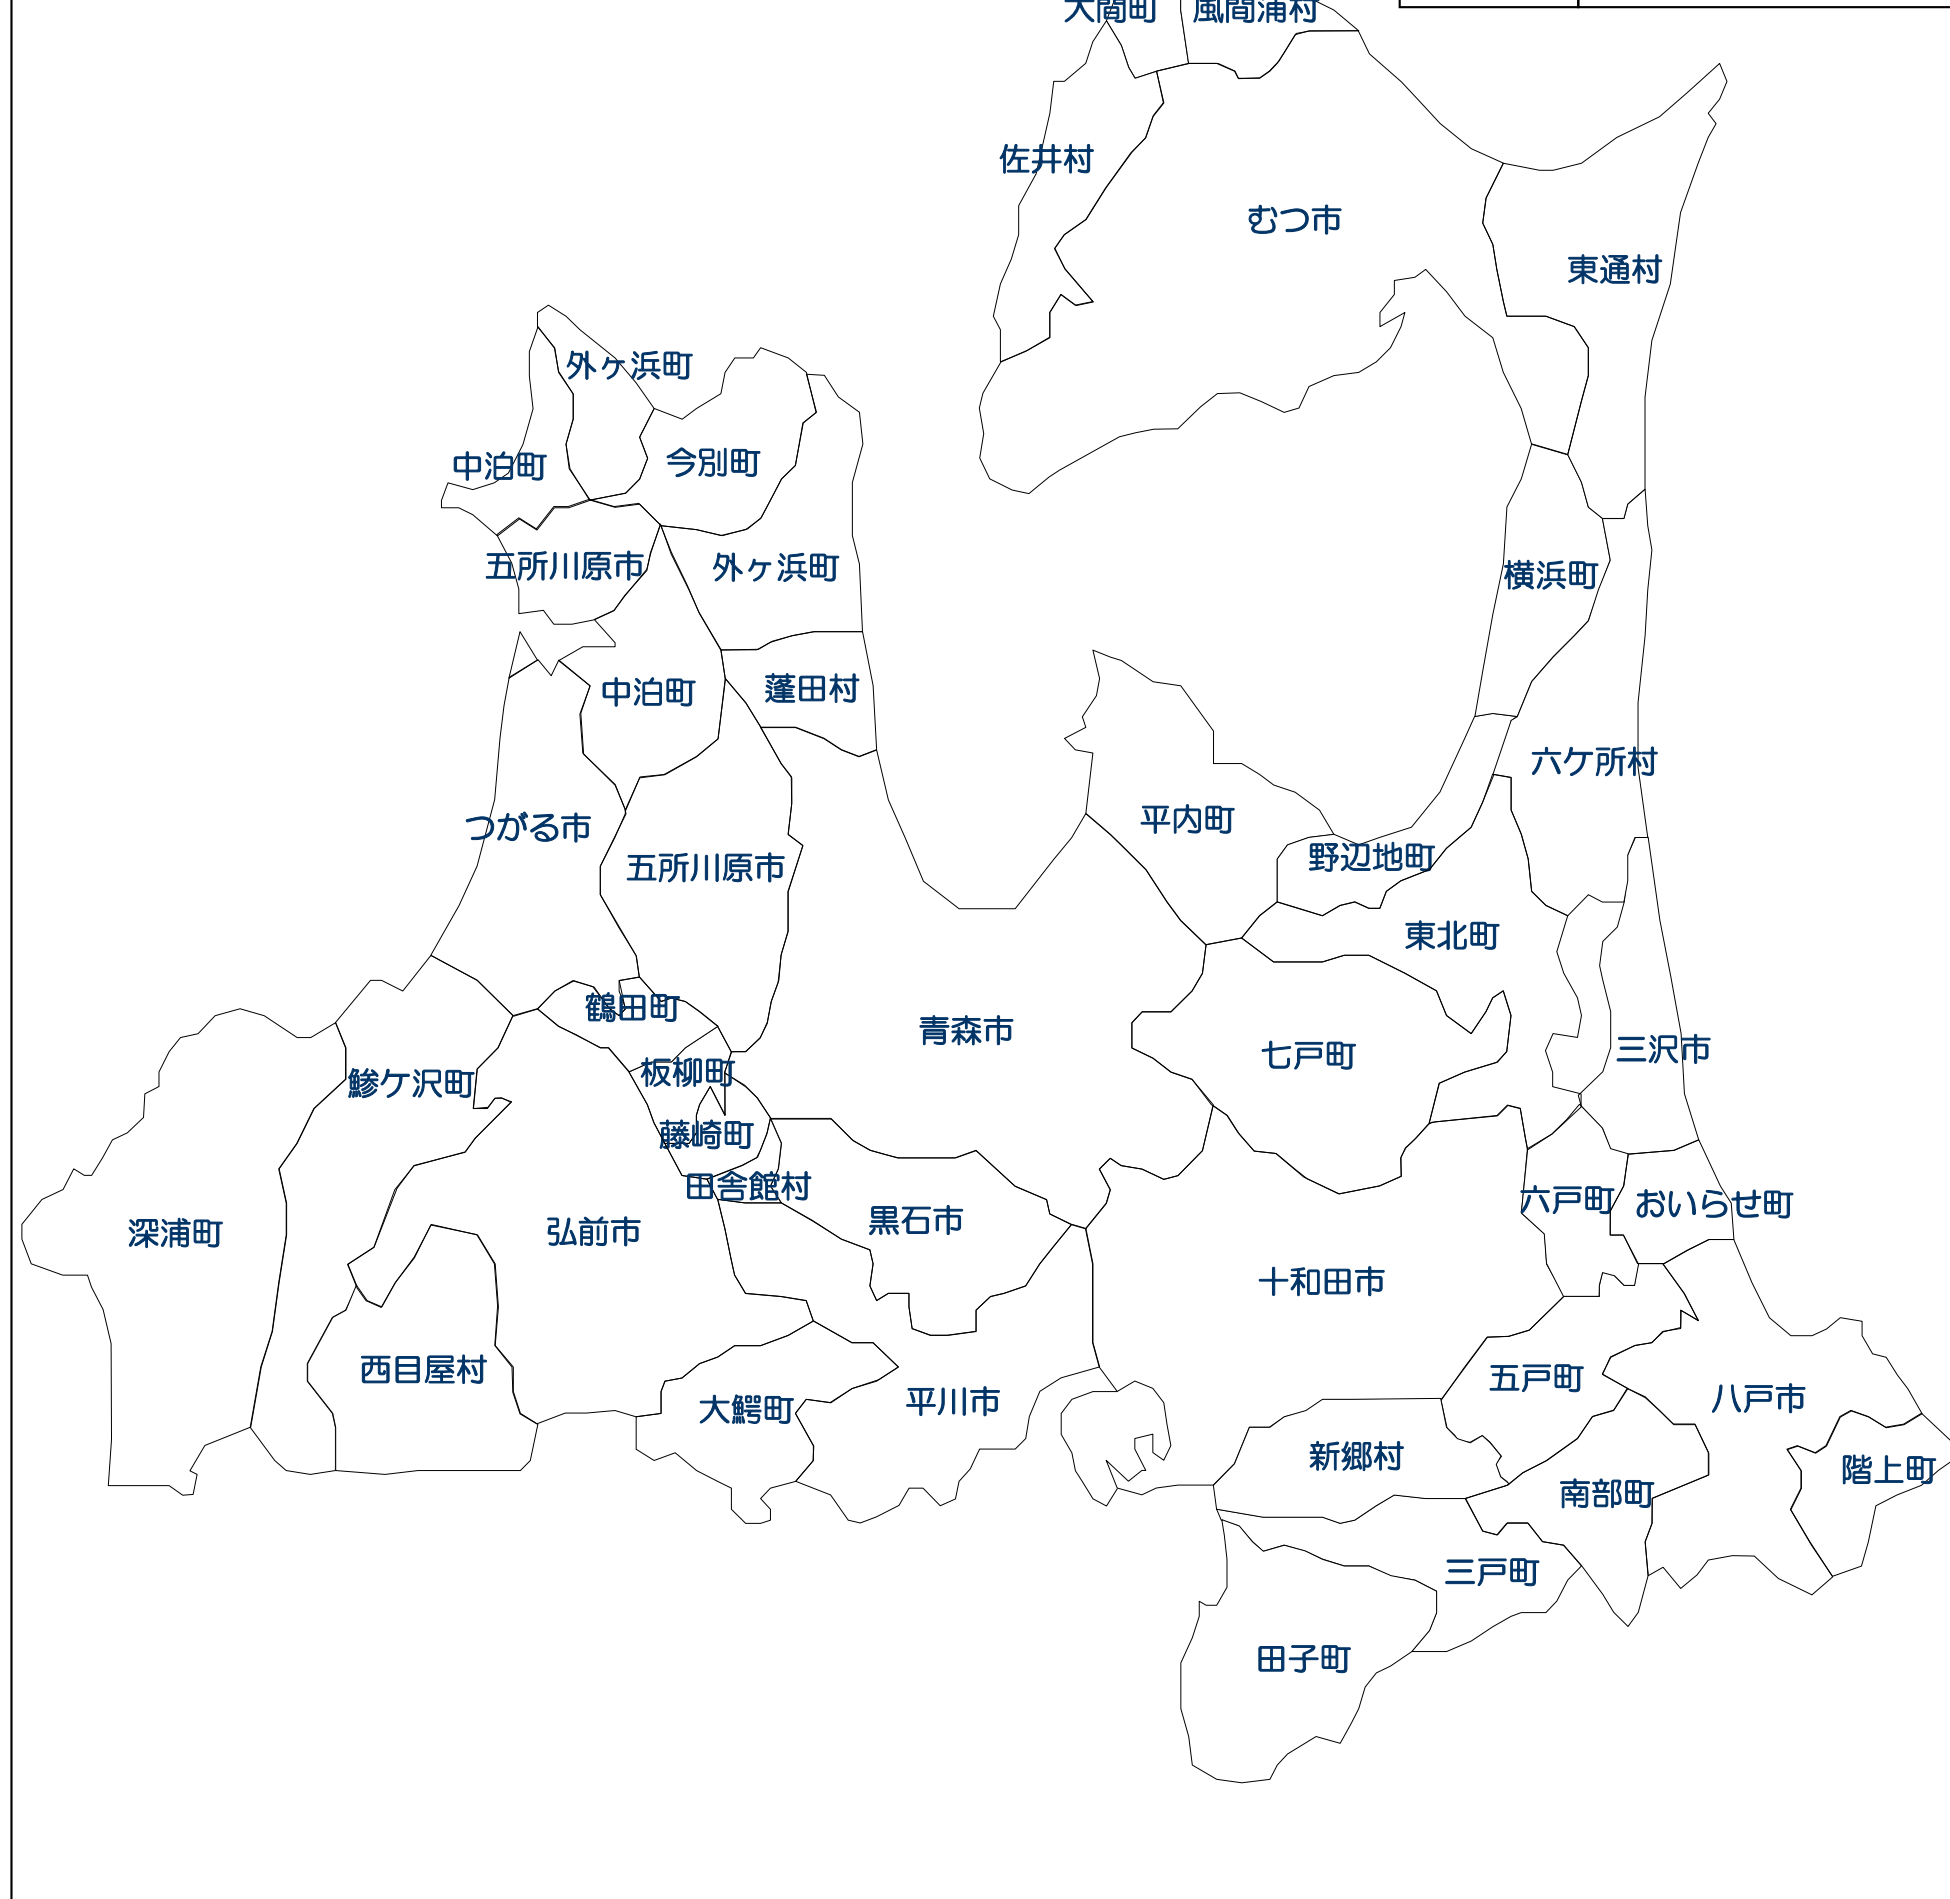 大間町
風間浦村
佐井村
むつ市
東通村
外ヶ浜町
今別町
中泊町
五所川原市
外ヶ浜町
横浜町
中泊町
蓬田村
六ケ所村
つがる市
平内町
五所川原市
野辺地町
東北町
鶴田町
青森市
三沢市
七戸町
板柳町
鰺ケ沢町
藤崎町
田舎館村
六戸町
おいらせ町
黒石市
深浦町
弘前市
十和田市
西目屋村
五戸町
大鰐町
平川市
八戸市
新郷村
階上町
南部町
三戸町
田子町